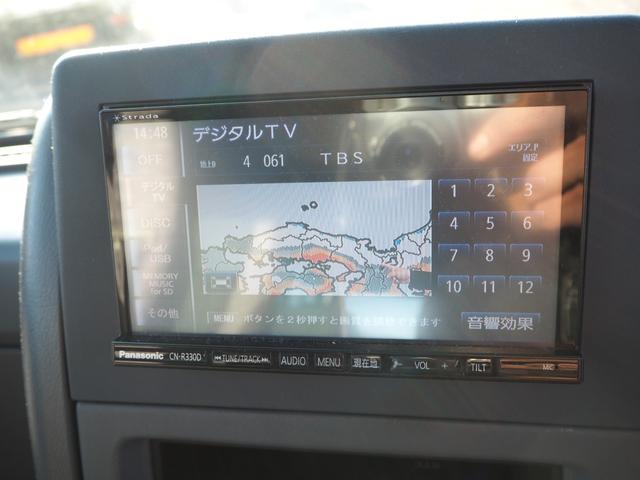 Strada
14:48
デジタルTV
OFF
地上D 4 061 TBS
エリア.P
固定
デジタル
TV
1 2 3
DISC
4 5 6
iPod/
USB
7 8 9
MEMORY
MUSIC
for SD
10 11 12
その他
MENU ボタンを2秒押すと画質を調整できます
音響効果
Panasonic CN-R330D TUNE/TRACK AUDIO MENU 現在地 VOL + TILT MIC